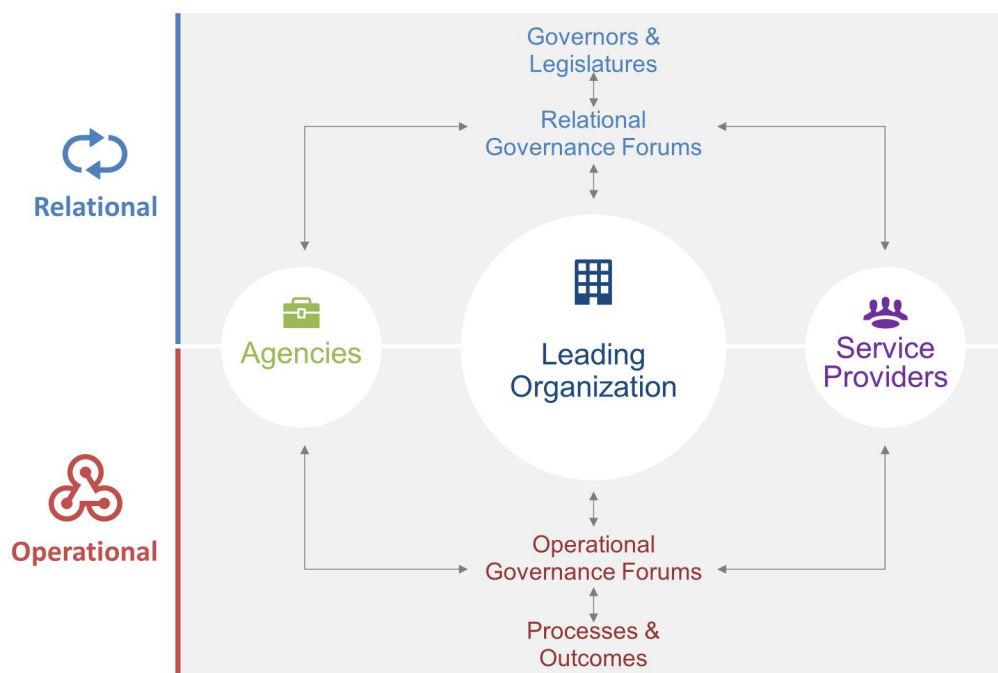 Governors &
Legislatures
Relational
Governance Forums
Relational
Agencies
Leading
Organization
Service
Providers
Operational
Operational
Governance Forums
Processes &
Outcomes